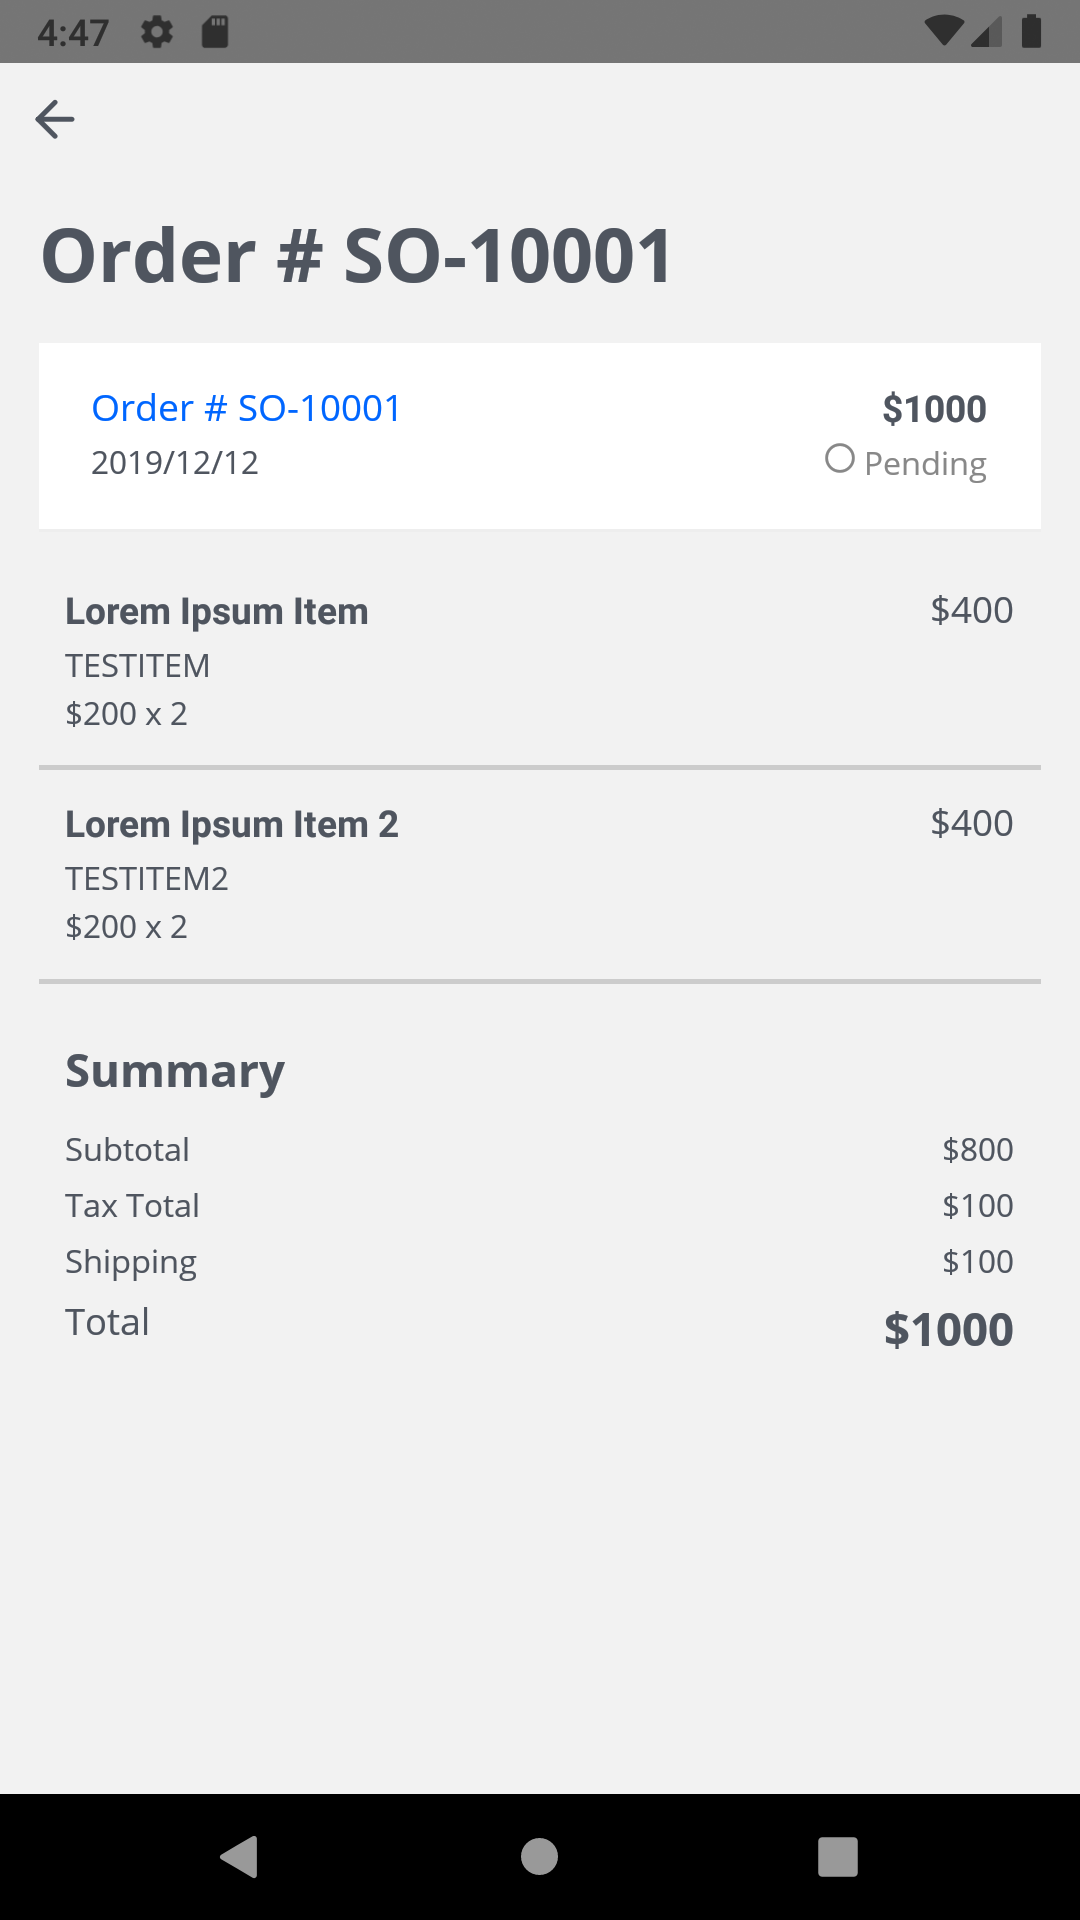 4:47
Order # SO-10001
Order # SO-10001 $1000
2019/12/12 Pending
Lorem Ipsum Item $400
TESTITEM
$200 x 2
Lorem Ipsum Item 2 $400
TESTITEM2
$200 x 2
Summary
Subtotal $800
Tax Total $100
Shipping $100
Total $1000